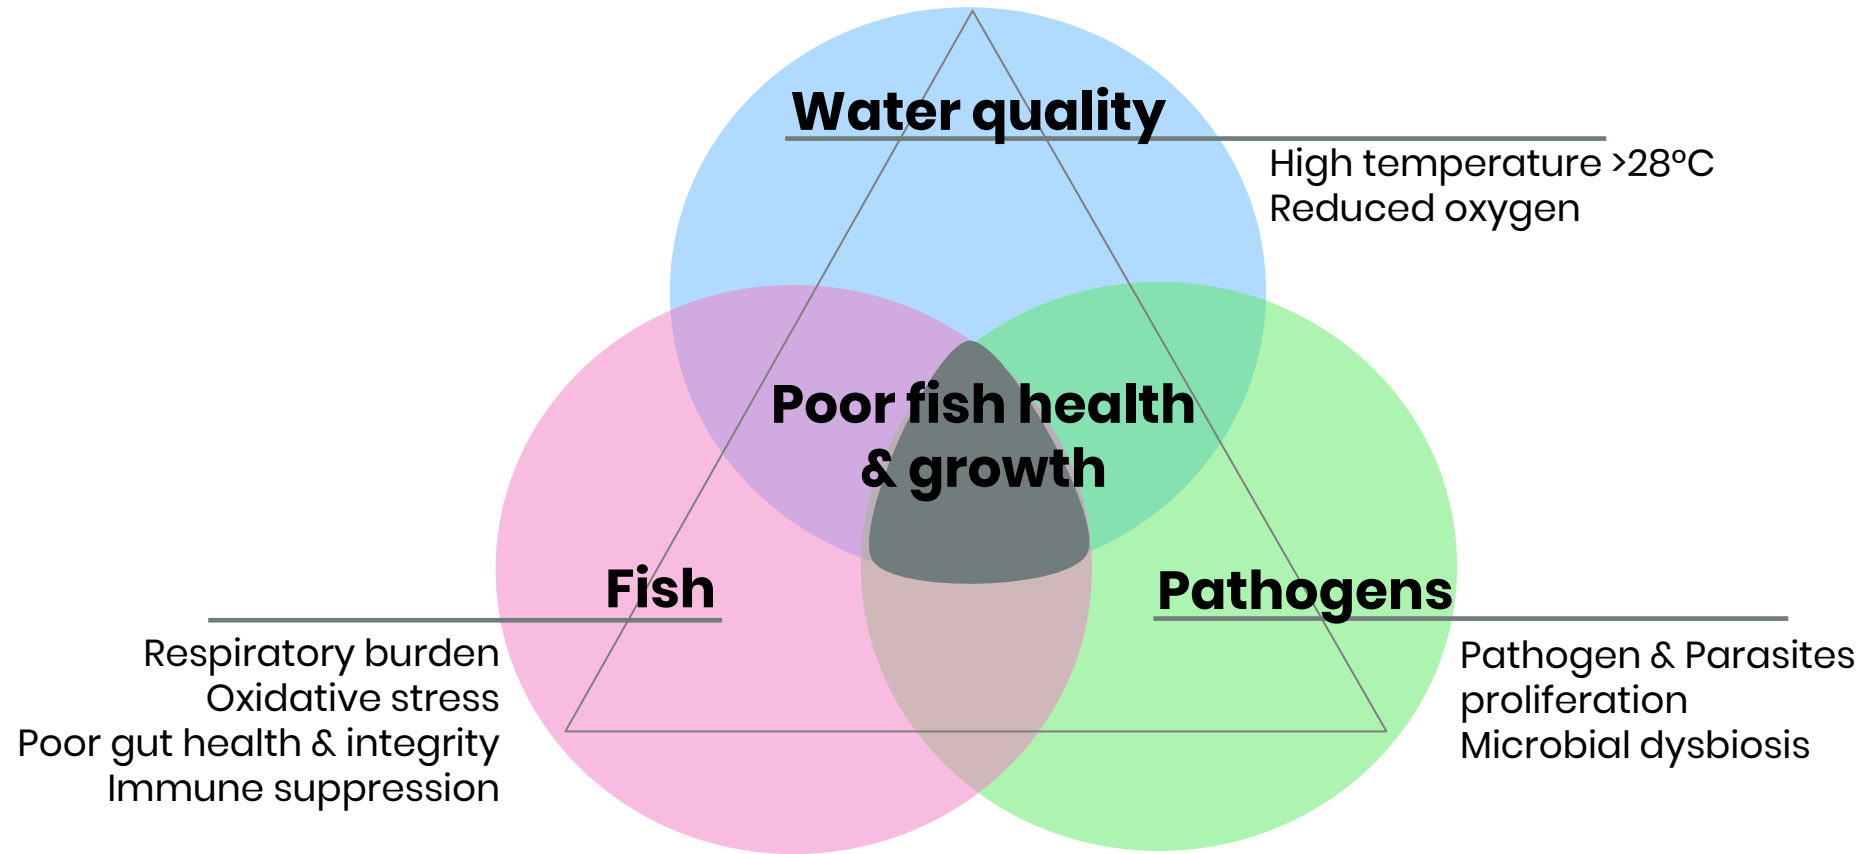 Water quality
High temperature >28°C
Reduced oxygen
Poor fish health
& growth
Fish
Respiratory burden
Oxidative stress
Poor gut health & integrity
Immune suppression
Pathogens
Pathogen & Parasites
proliferation
Microbial dysbiosis